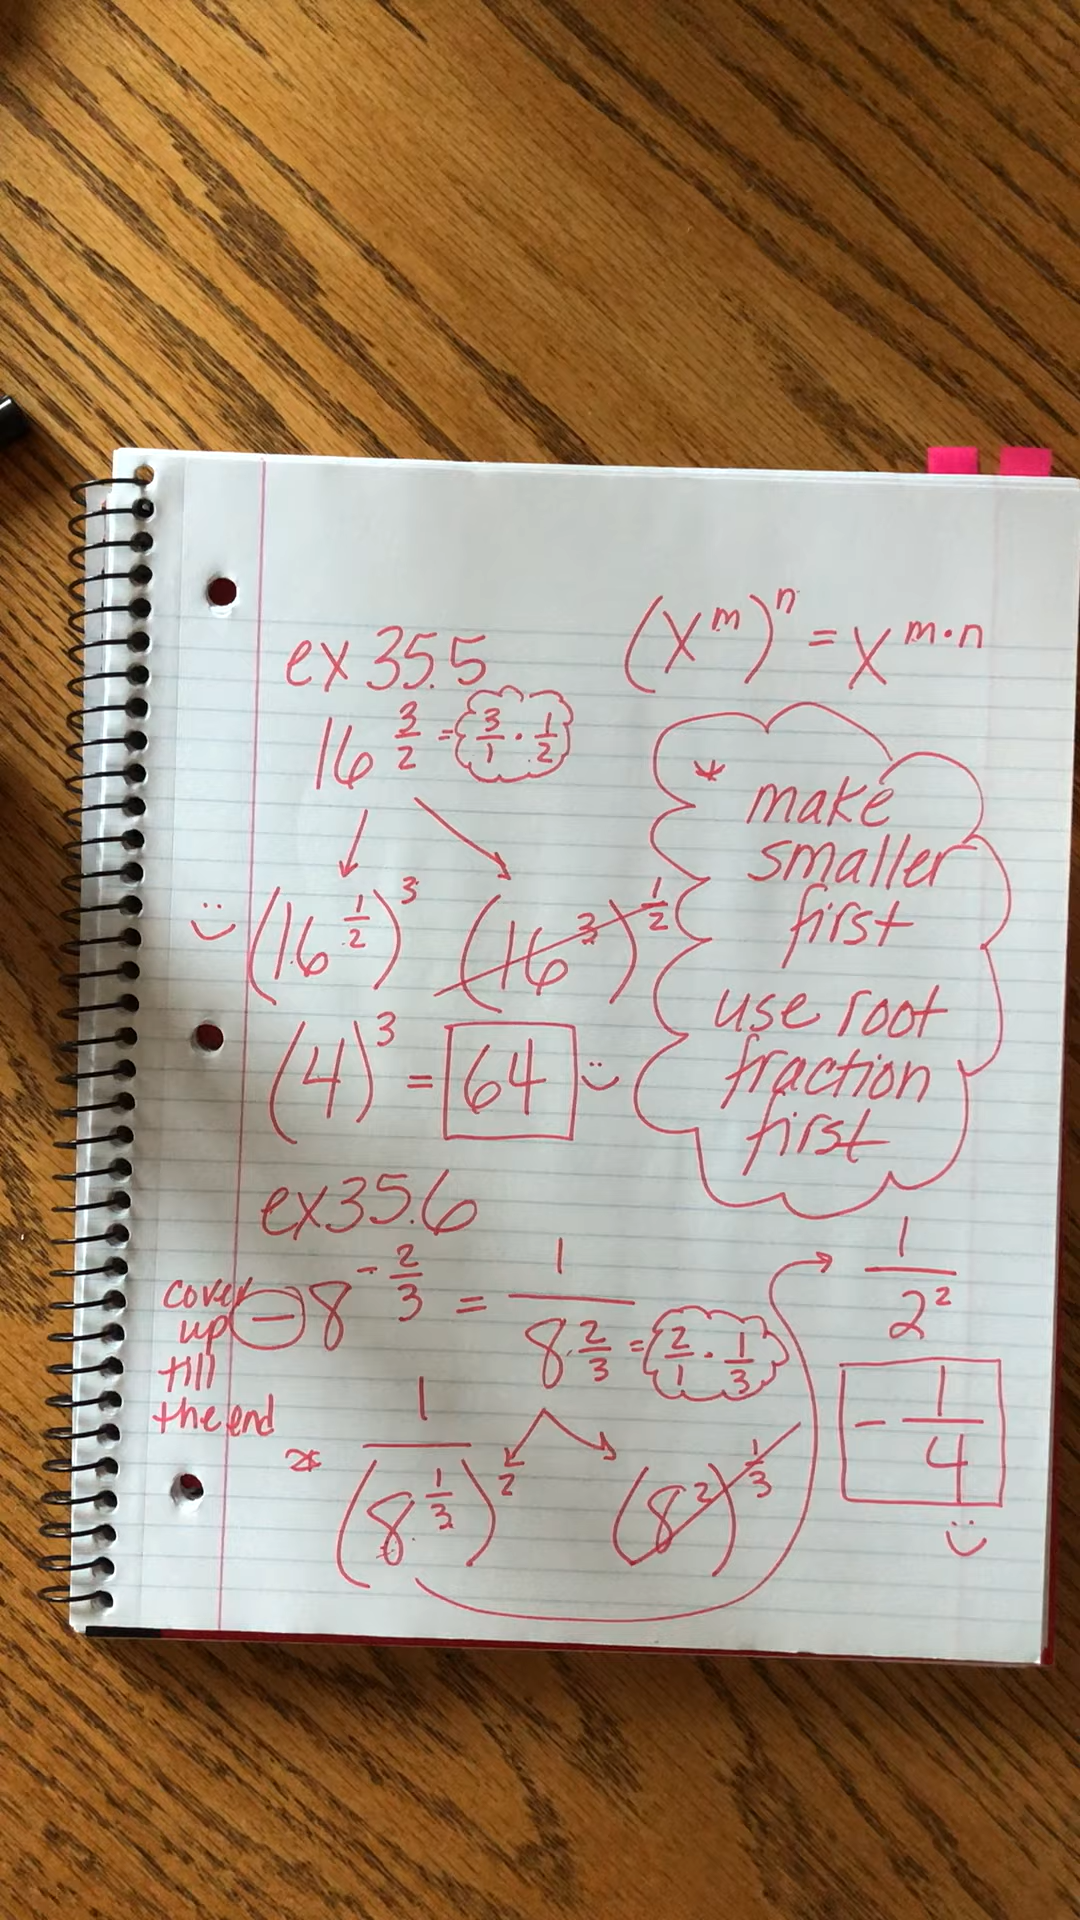 (x^m)^n = x^(m·n)
ex 35.5
16^(3/2) = 3/1 · 1/2
* make
smaller
first
use root
fraction
first
(16^(1/2))^3 (16^3)^(1/2)
(4)^3 = 64
ex 35.6
cover
up
till
the end
-8^(-2/3) = 1/8^(2/3) = 2/1 · 1/3
* 1/(8^(1/3))^2 (8^2)^(1/3)
1/2^2
-1/4